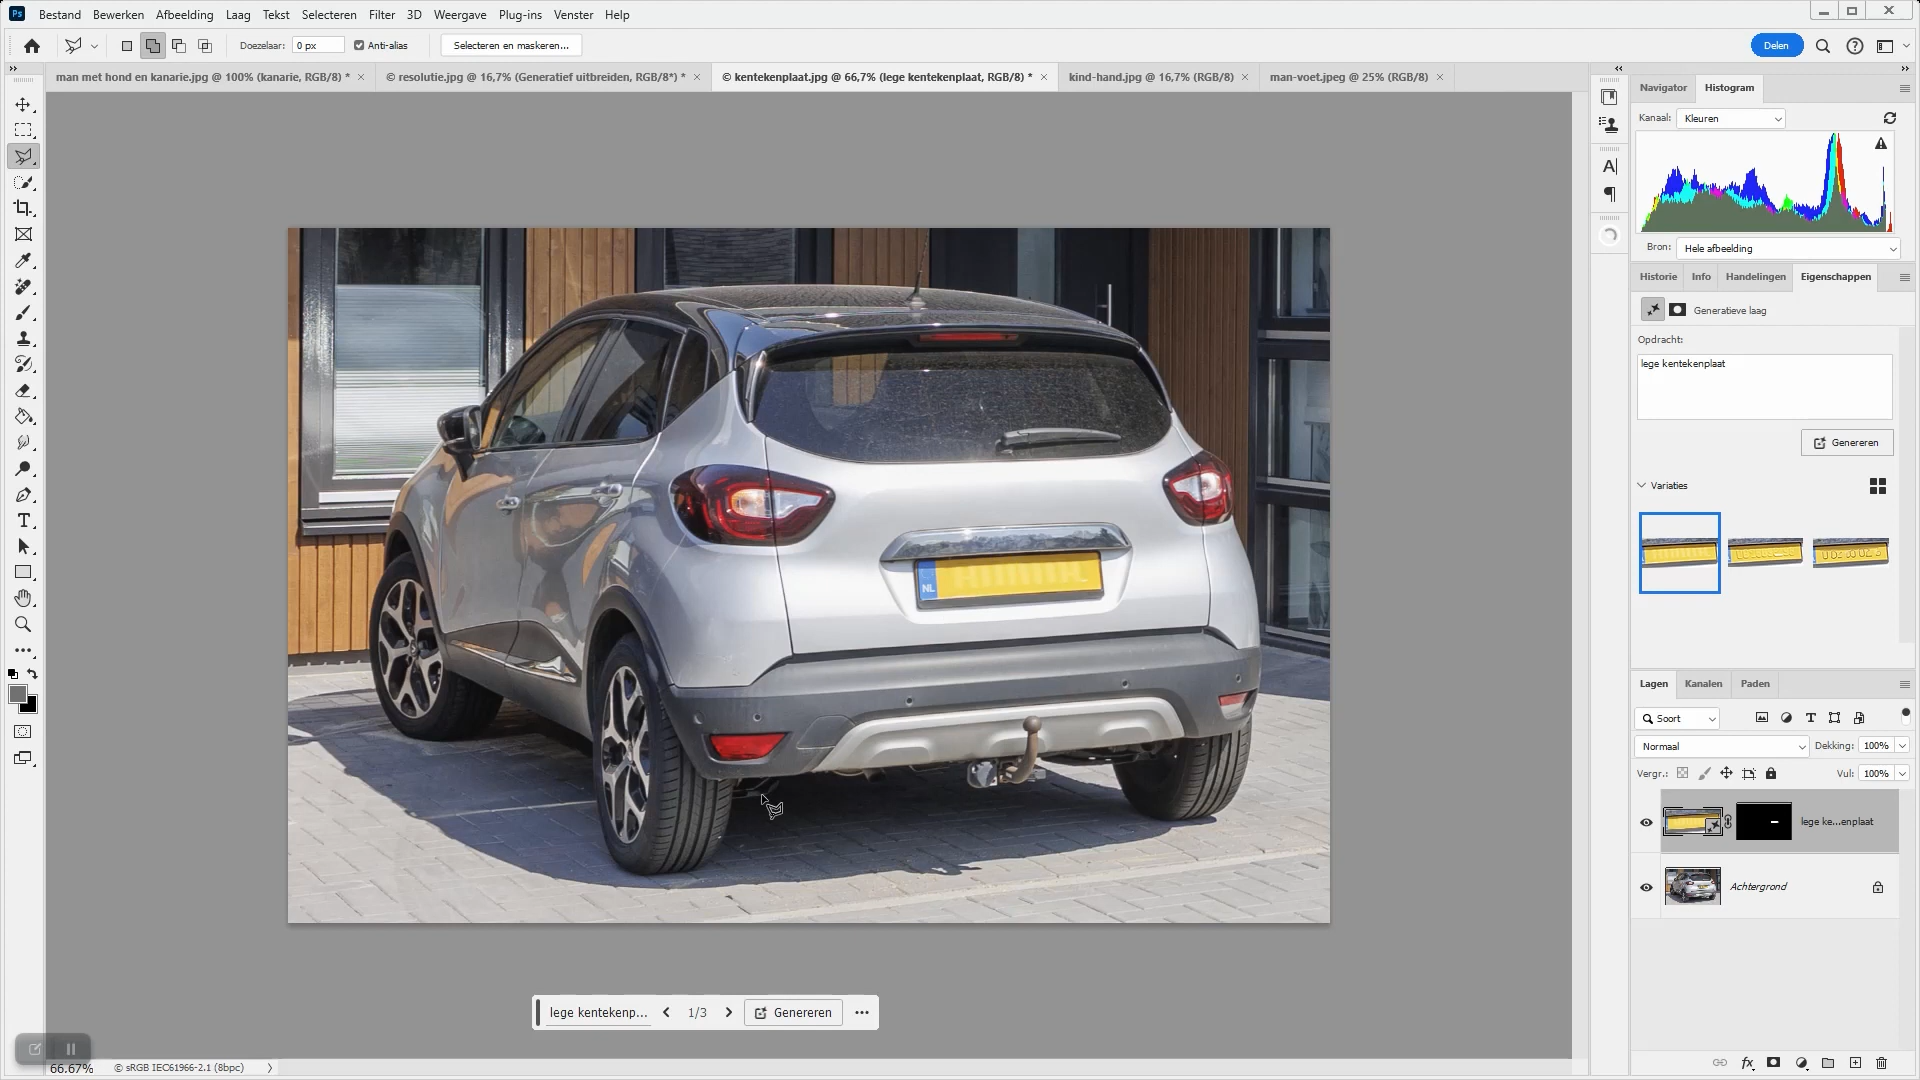 Ps Bestand Bewerken Afbeelding Laag Tekst Selecteren Filter 3D Weergave Plug-ins Venster Help
Doezelaar: 0 px Anti-alias Selecteren en maskeren... Delen
man met hond en kanarie.jpg @ 100% (kanarie, RGB/8) * © resolutie.jpg @ 16,7% (Generatief uitbreiden, RGB/8*) * © kentekenplaat.jpg @ 66,7% (lege kentekenplaat, RGB/8) * kind-hand.jpg @ 16,7% (RGB/8) man-voet.jpeg @ 25% (RGB/8)
Navigator Histogram
Kanaal: Kleuren
Bron: Hele afbeelding
Historie Info Handelingen Eigenschappen
Generatieve laag
Opdracht:
lege kentekenplaat
Genereren
Variaties
NL
Lagen Kanalen Paden
Soort
Normaal Dekking: 100%
Vergr.: Vul: 100%
lege ke...enplaat
Achtergrond
lege kentekenp... 1/3 Genereren
66.67% © sRGB IEC61966-2.1 (8bpc)
fx